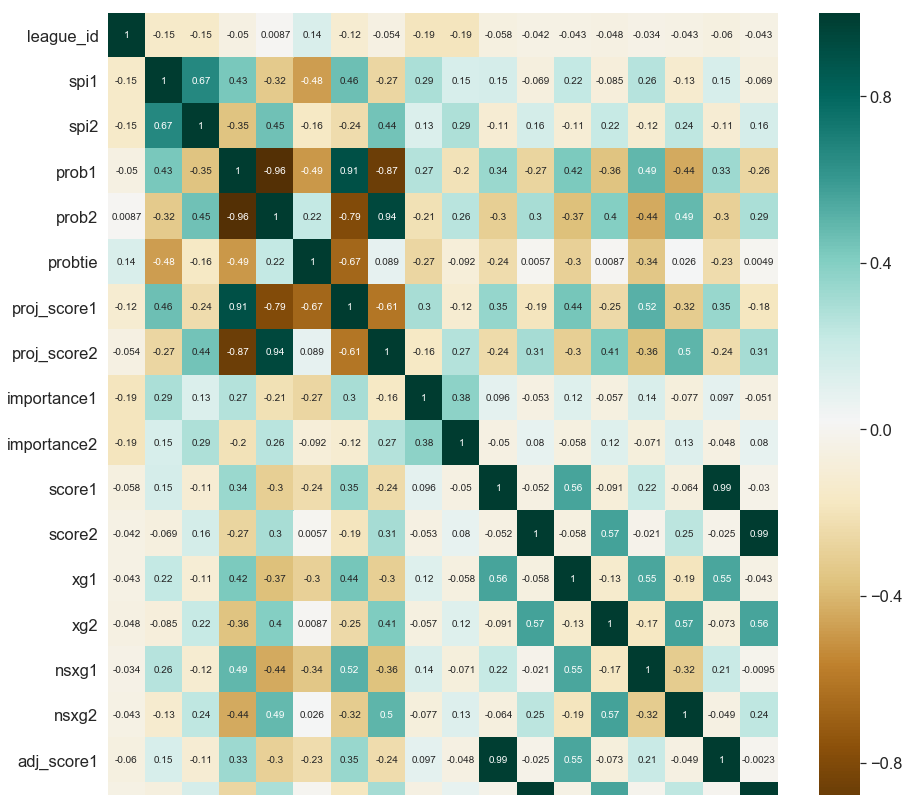 league_id 1 -0.15 -0.15 -0.05 0.0087 0.14 -0.12 -0.054 -0.19 -0.19 -0.058 -0.042 -0.043 -0.048 -0.034 -0.043 -0.06 -0.043
spi1 -0.15 1 0.67 0.43 -0.32 -0.48 0.46 -0.27 0.29 0.15 0.15 -0.069 0.22 -0.085 0.26 -0.13 0.15 -0.069
spi2 -0.15 0.67 1 -0.35 0.45 -0.16 -0.24 0.44 0.13 0.29 -0.11 0.16 -0.11 0.22 -0.12 0.24 -0.11 0.16
prob1 -0.05 0.43 -0.35 1 -0.96 -0.49 0.91 -0.87 0.27 -0.2 0.34 -0.27 0.42 -0.36 0.49 -0.44 0.33 -0.26
prob2 0.0087 -0.32 0.45 -0.96 1 0.22 -0.79 0.94 -0.21 0.26 -0.3 0.3 -0.37 0.4 -0.44 0.49 -0.3 0.29
probtie 0.14 -0.48 -0.16 -0.49 0.22 1 -0.67 0.089 -0.27 -0.092 -0.24 0.0057 -0.3 0.0087 -0.34 0.026 -0.23 0.0049
proj_score1 -0.12 0.46 -0.24 0.91 -0.79 -0.67 1 -0.61 0.3 -0.12 0.35 -0.19 0.44 -0.25 0.52 -0.32 0.35 -0.18
proj_score2 -0.054 -0.27 0.44 -0.87 0.94 0.089 -0.61 1 -0.16 0.27 -0.24 0.31 -0.3 0.41 -0.36 0.5 -0.24 0.31
importance1 -0.19 0.29 0.13 0.27 -0.21 -0.27 0.3 -0.16 1 0.38 0.096 -0.053 0.12 -0.057 0.14 -0.077 0.097 -0.051
importance2 -0.19 0.15 0.29 -0.2 0.26 -0.092 -0.12 0.27 0.38 1 -0.05 0.08 -0.058 0.12 -0.071 0.13 -0.048 0.08
score1 -0.058 0.15 -0.11 0.34 -0.3 -0.24 0.35 -0.24 0.096 -0.05 1 -0.052 0.56 -0.091 0.22 -0.064 0.99 -0.03
score2 -0.042 -0.069 0.16 -0.27 0.3 0.0057 -0.19 0.31 -0.053 0.08 -0.052 1 -0.058 0.57 -0.021 0.25 -0.025 0.99
xg1 -0.043 0.22 -0.11 0.42 -0.37 -0.3 0.44 -0.3 0.12 -0.058 0.56 -0.058 1 -0.13 0.55 -0.19 0.55 -0.043
xg2 -0.048 -0.085 0.22 -0.36 0.4 0.0087 -0.25 0.41 -0.057 0.12 -0.091 0.57 -0.13 1 -0.17 0.57 -0.073 0.56
nsxg1 -0.034 0.26 -0.12 0.49 -0.44 -0.34 0.52 -0.36 0.14 -0.071 0.22 -0.021 0.55 -0.17 1 -0.32 0.21 -0.0095
nsxg2 -0.043 -0.13 0.24 -0.44 0.49 0.026 -0.32 0.5 -0.077 0.13 -0.064 0.25 -0.19 0.57 -0.32 1 -0.049 0.24
adj_score1 -0.06 0.15 -0.11 0.33 -0.3 -0.23 0.35 -0.24 0.097 -0.048 0.99 -0.025 0.55 -0.073 0.21 -0.049 1 -0.0023
0.8
0.4
0.0
−0.4
−0.8